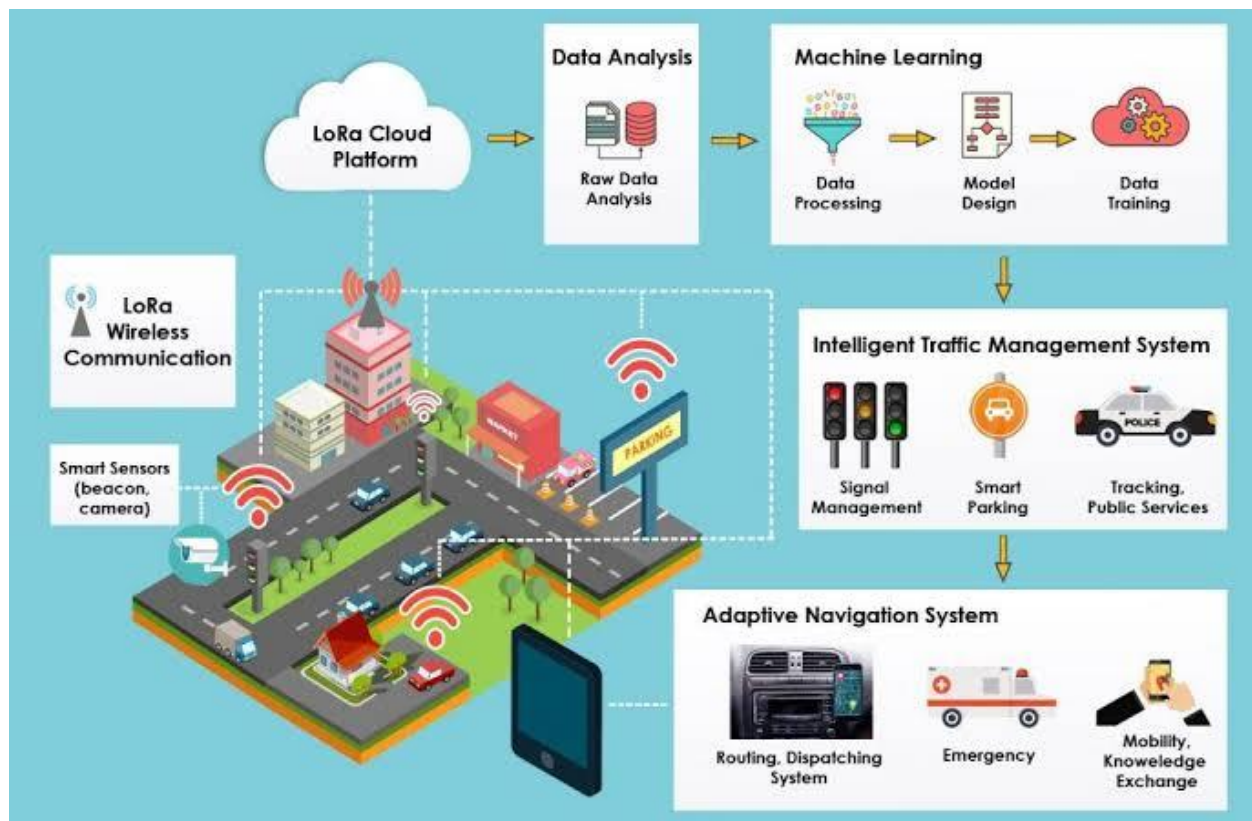 LoRa Cloud
Platform
Data Analysis
Raw Data
Analysis
Machine Learning
Data
Processing
Model
Design
Data
Training
LoRa
Wireless
Communication
Smart Sensors
(beacon,
camera)
MARKET
PARKING
Intelligent Traffic Management System
Signal
Management
Smart
Parking
POLICE
Tracking,
Public Services
Adaptive Navigation System
Routing, Dispatching
System
Emergency
Mobility,
Knoweledge
Exchange